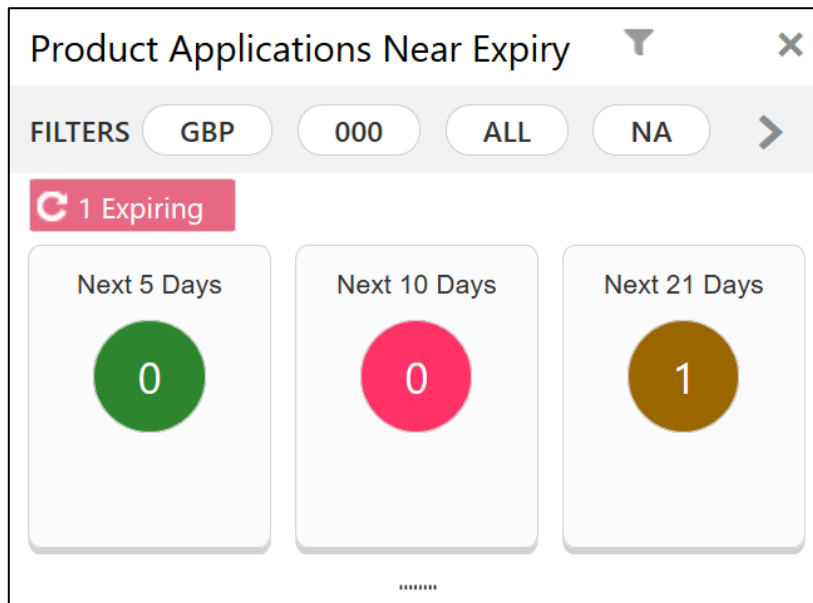 Product Applications Near Expiry
FILTERS GBP 000 ALL NA
1 Expiring
Next 5 Days Next 10 Days Next 21 Days
0 0 1